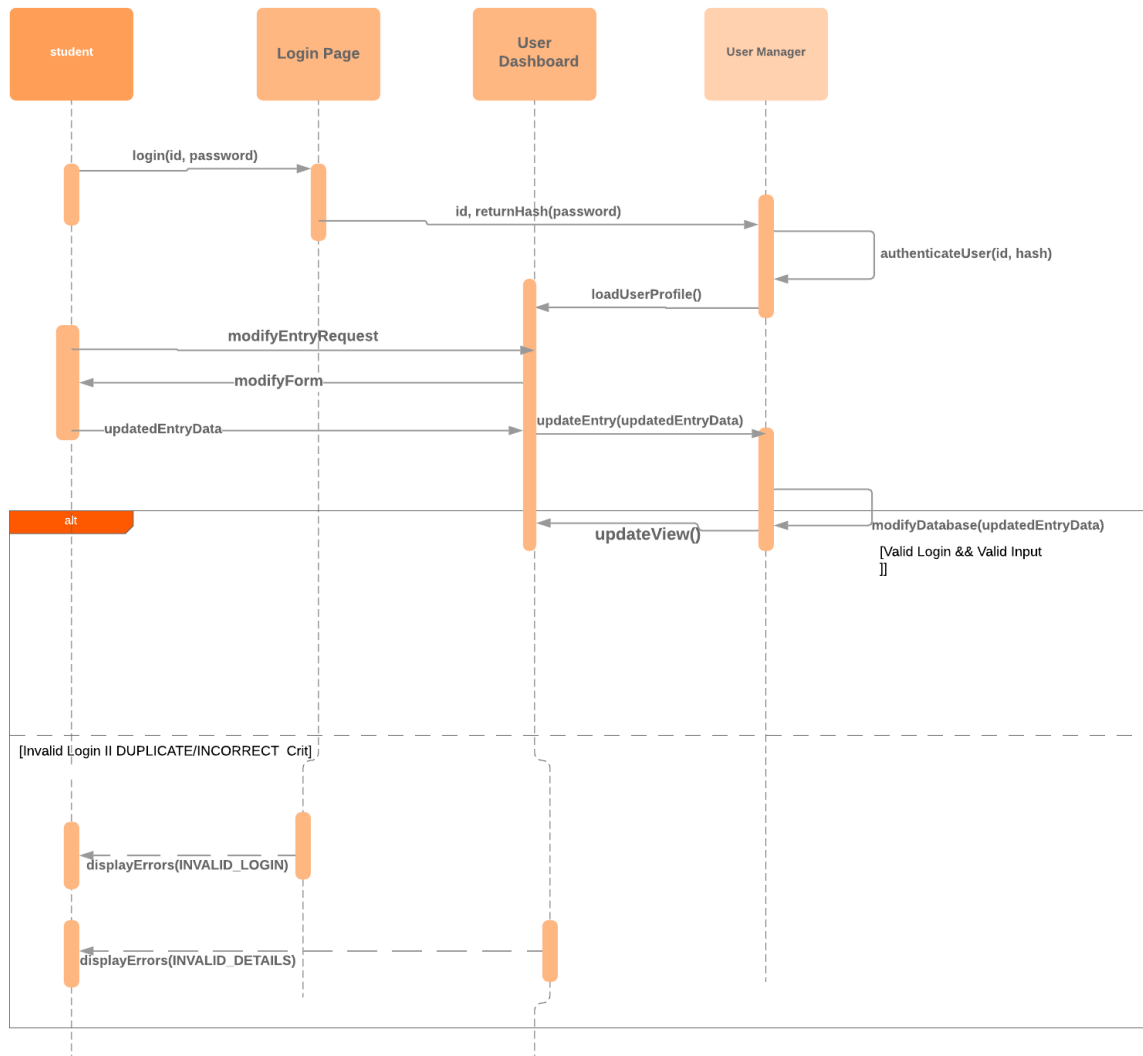 student
Login Page
User
Dashboard
User Manager
login(id, password)
id, returnHash(password)
authenticateUser(id, hash)
loadUserProfile()
modifyEntryRequest
modifyForm
updatedEntryData
updateEntry(updatedEntryData)
alt
modifyDatabase(updatedEntryData)
updateView()
[Valid Login && Valid Input
]]
[Invalid Login II DUPLICATE/INCORRECT  Crit]
displayErrors(INVALID_LOGIN)
displayErrors(INVALID_DETAILS)